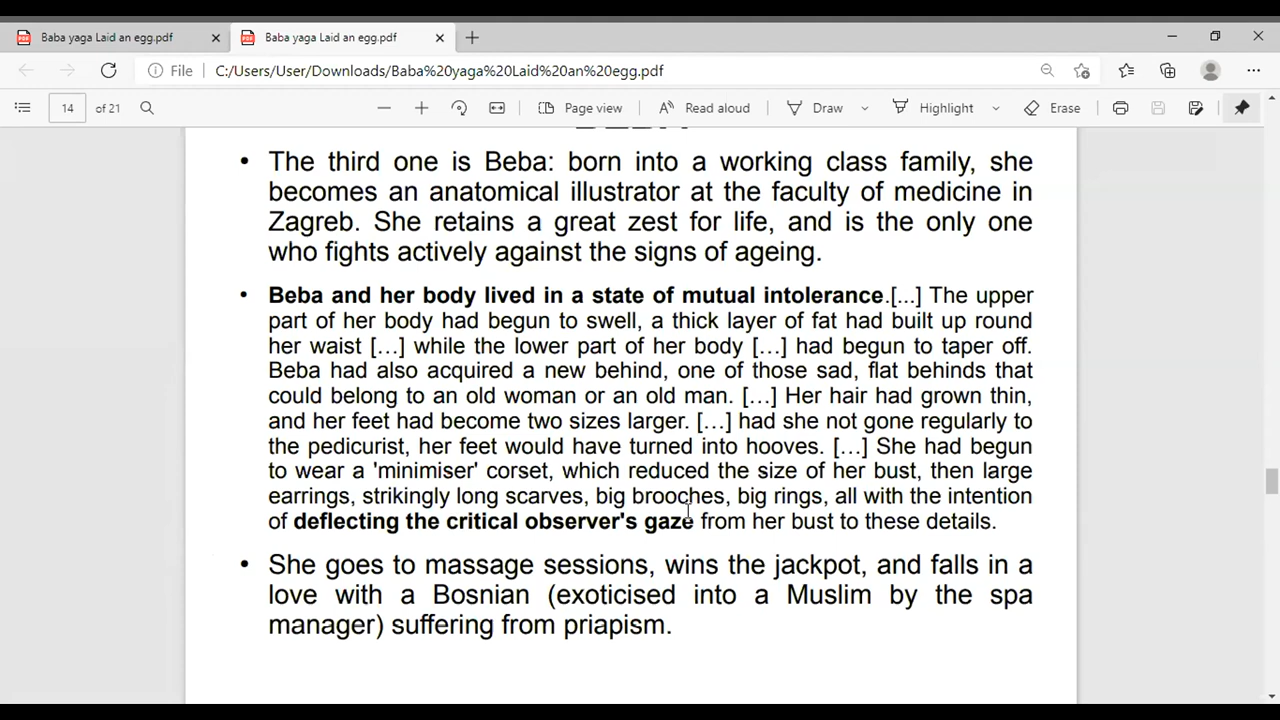 Baba yaga Laid an egg.pdf
Baba yaga Laid an egg.pdf
File C:/Users/User/Downloads/Baba%20yaga%20Laid%20an%20egg.pdf
14 of 21 Page view Read aloud Draw Highlight Erase
• The third one is Beba: born into a working class family, she
becomes an anatomical illustrator at the faculty of medicine in
Zagreb. She retains a great zest for life, and is the only one
who fights actively against the signs of ageing.
• Beba and her body lived in a state of mutual intolerance.[...] The upper
part of her body had begun to swell, a thick layer of fat had built up round
her waist […] while the lower part of her body […] had begun to taper off.
Beba had also acquired a new behind, one of those sad, flat behinds that
could belong to an old woman or an old man. […] Her hair had grown thin,
and her feet had become two sizes larger. […] had she not gone regularly to
the pedicurist, her feet would have turned into hooves. […] She had begun
to wear a 'minimiser' corset, which reduced the size of her bust, then large
earrings, strikingly long scarves, big brooches, big rings, all with the intention
of deflecting the critical observer's gaze from her bust to these details.
• She goes to massage sessions, wins the jackpot, and falls in a
love with a Bosnian (exoticised into a Muslim by the spa
manager) suffering from priapism.